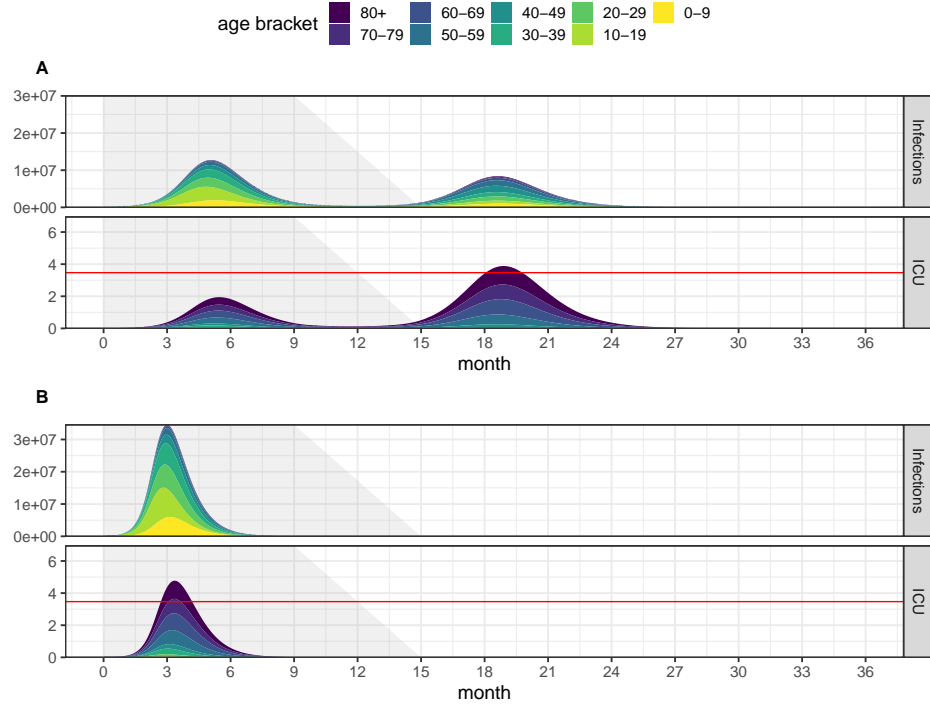 age bracket
80+ 60−69 40−49 20−29 0−9
70−79 50−59 30−39 10−19
A
3e+07
2e+07
1e+07
0e+00
Infections
6
4
2
0
ICU
0 3 6 9 12 15 18 21 24 27 30 33 36
month
B
3e+07
2e+07
1e+07
0e+00
Infections
6
4
2
0
ICU
0 3 6 9 12 15 18 21 24 27 30 33 36
month